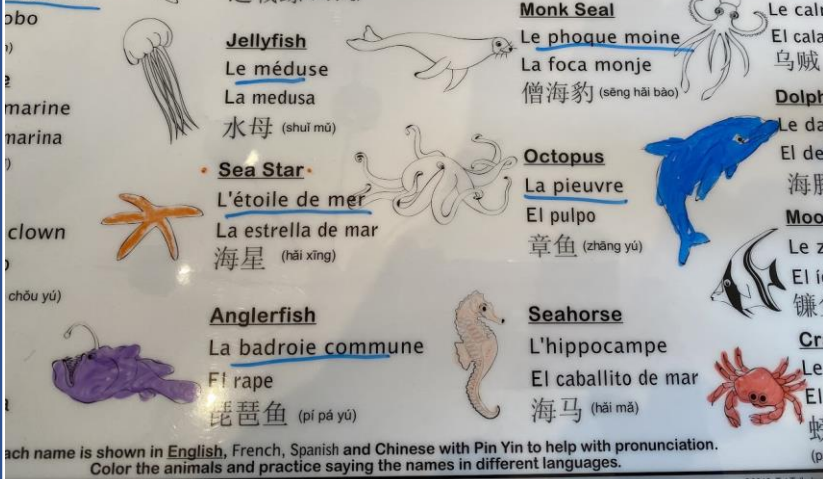 obo
marine
marina
clown
chǒu yú)
Jellyfish
Le méduse
La medusa
水母 (shuǐ mǔ)
Sea Star
L'étoile de mer
La estrella de mar
海星 (hǎi xīng)
Anglerfish
La badroie commune
El rape
琵琶鱼 (pí pá yú)
Monk Seal
Le phoque moine
La foca monje
僧海豹 (sēng hǎi bào)
Octopus
La pieuvre
El pulpo
章鱼 (zhāng yú)
Seahorse
L'hippocampe
El caballito de mar
海马 (hǎi mǎ)
Le cal
El cala
乌贼
Dolph
Le da
El de
海
Moo
Le z
El í
镰
Cr
Le
El
(p
ach name is shown in English, French, Spanish and Chinese with Pin Yin to help with pronunciation.
Color the animals and practice saying the names in different languages.